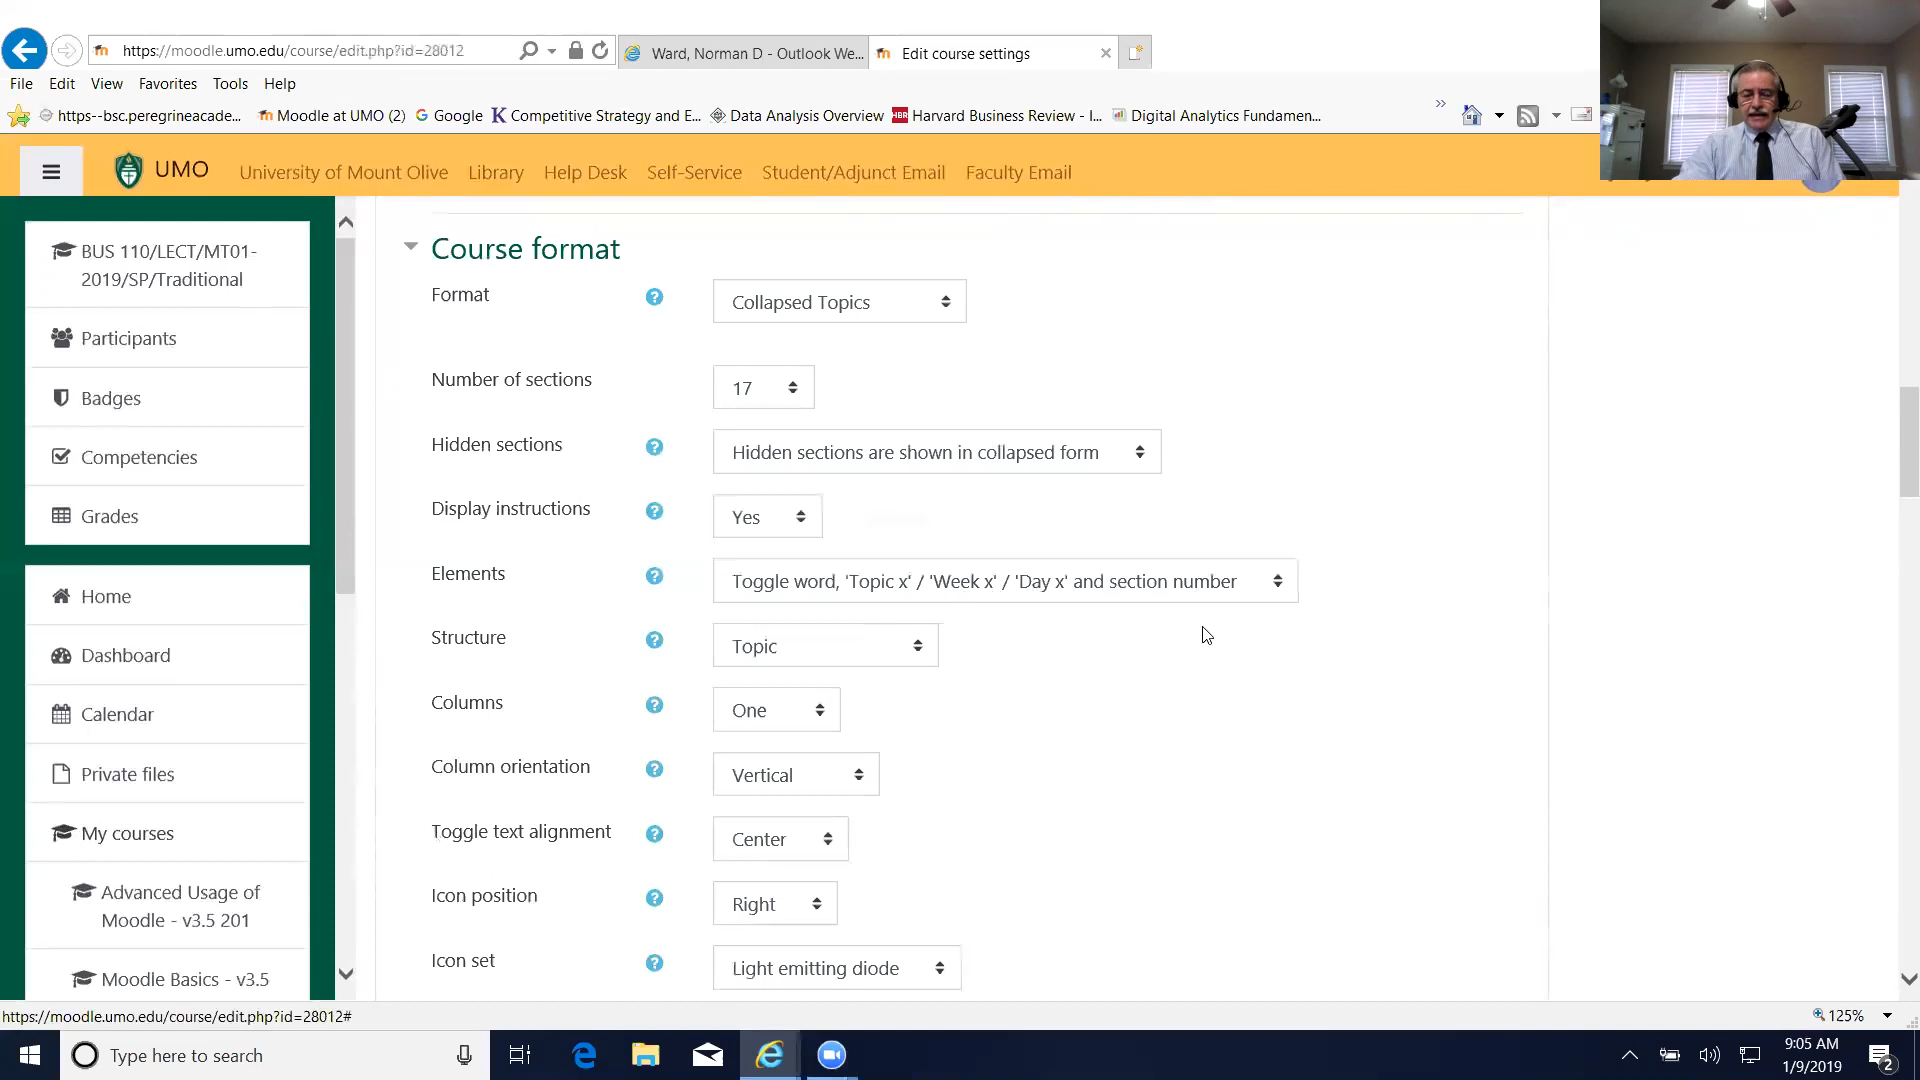 https://moodle.umo.edu/course/edit.php?id=28012
Ward, Norman D - Outlook We...
Edit course settings
File Edit View Favorites Tools Help
https--bsc.peregrineacade...
Moodle at UMO (2)
Google
Competitive Strategy and E...
Data Analysis Overview
HBR
Harvard Business Review - I...
Digital Analytics Fundamen...
UMO
University of Mount Olive
Library
Help Desk
Self-Service
Student/Adjunct Email
Faculty Email
BUS 110/LECT/MT01-
2019/SP/Traditional
Participants
Badges
Competencies
Grades
Home
Dashboard
Calendar
Private files
My courses
Advanced Usage of
Moodle - v3.5 201
Moodle Basics - v3.5
Course format
Format
Collapsed Topics
Number of sections
17
Hidden sections
Hidden sections are shown in collapsed form
Display instructions
Yes
Elements
Toggle word, 'Topic x' / 'Week x' / 'Day x' and section number
Structure
Topic
Columns
One
Column orientation
Vertical
Toggle text alignment
Center
Icon position
Right
Icon set
Light emitting diode
https://moodle.umo.edu/course/edit.php?id=28012#
125%
Type here to search
9:05 AM
1/9/2019
2